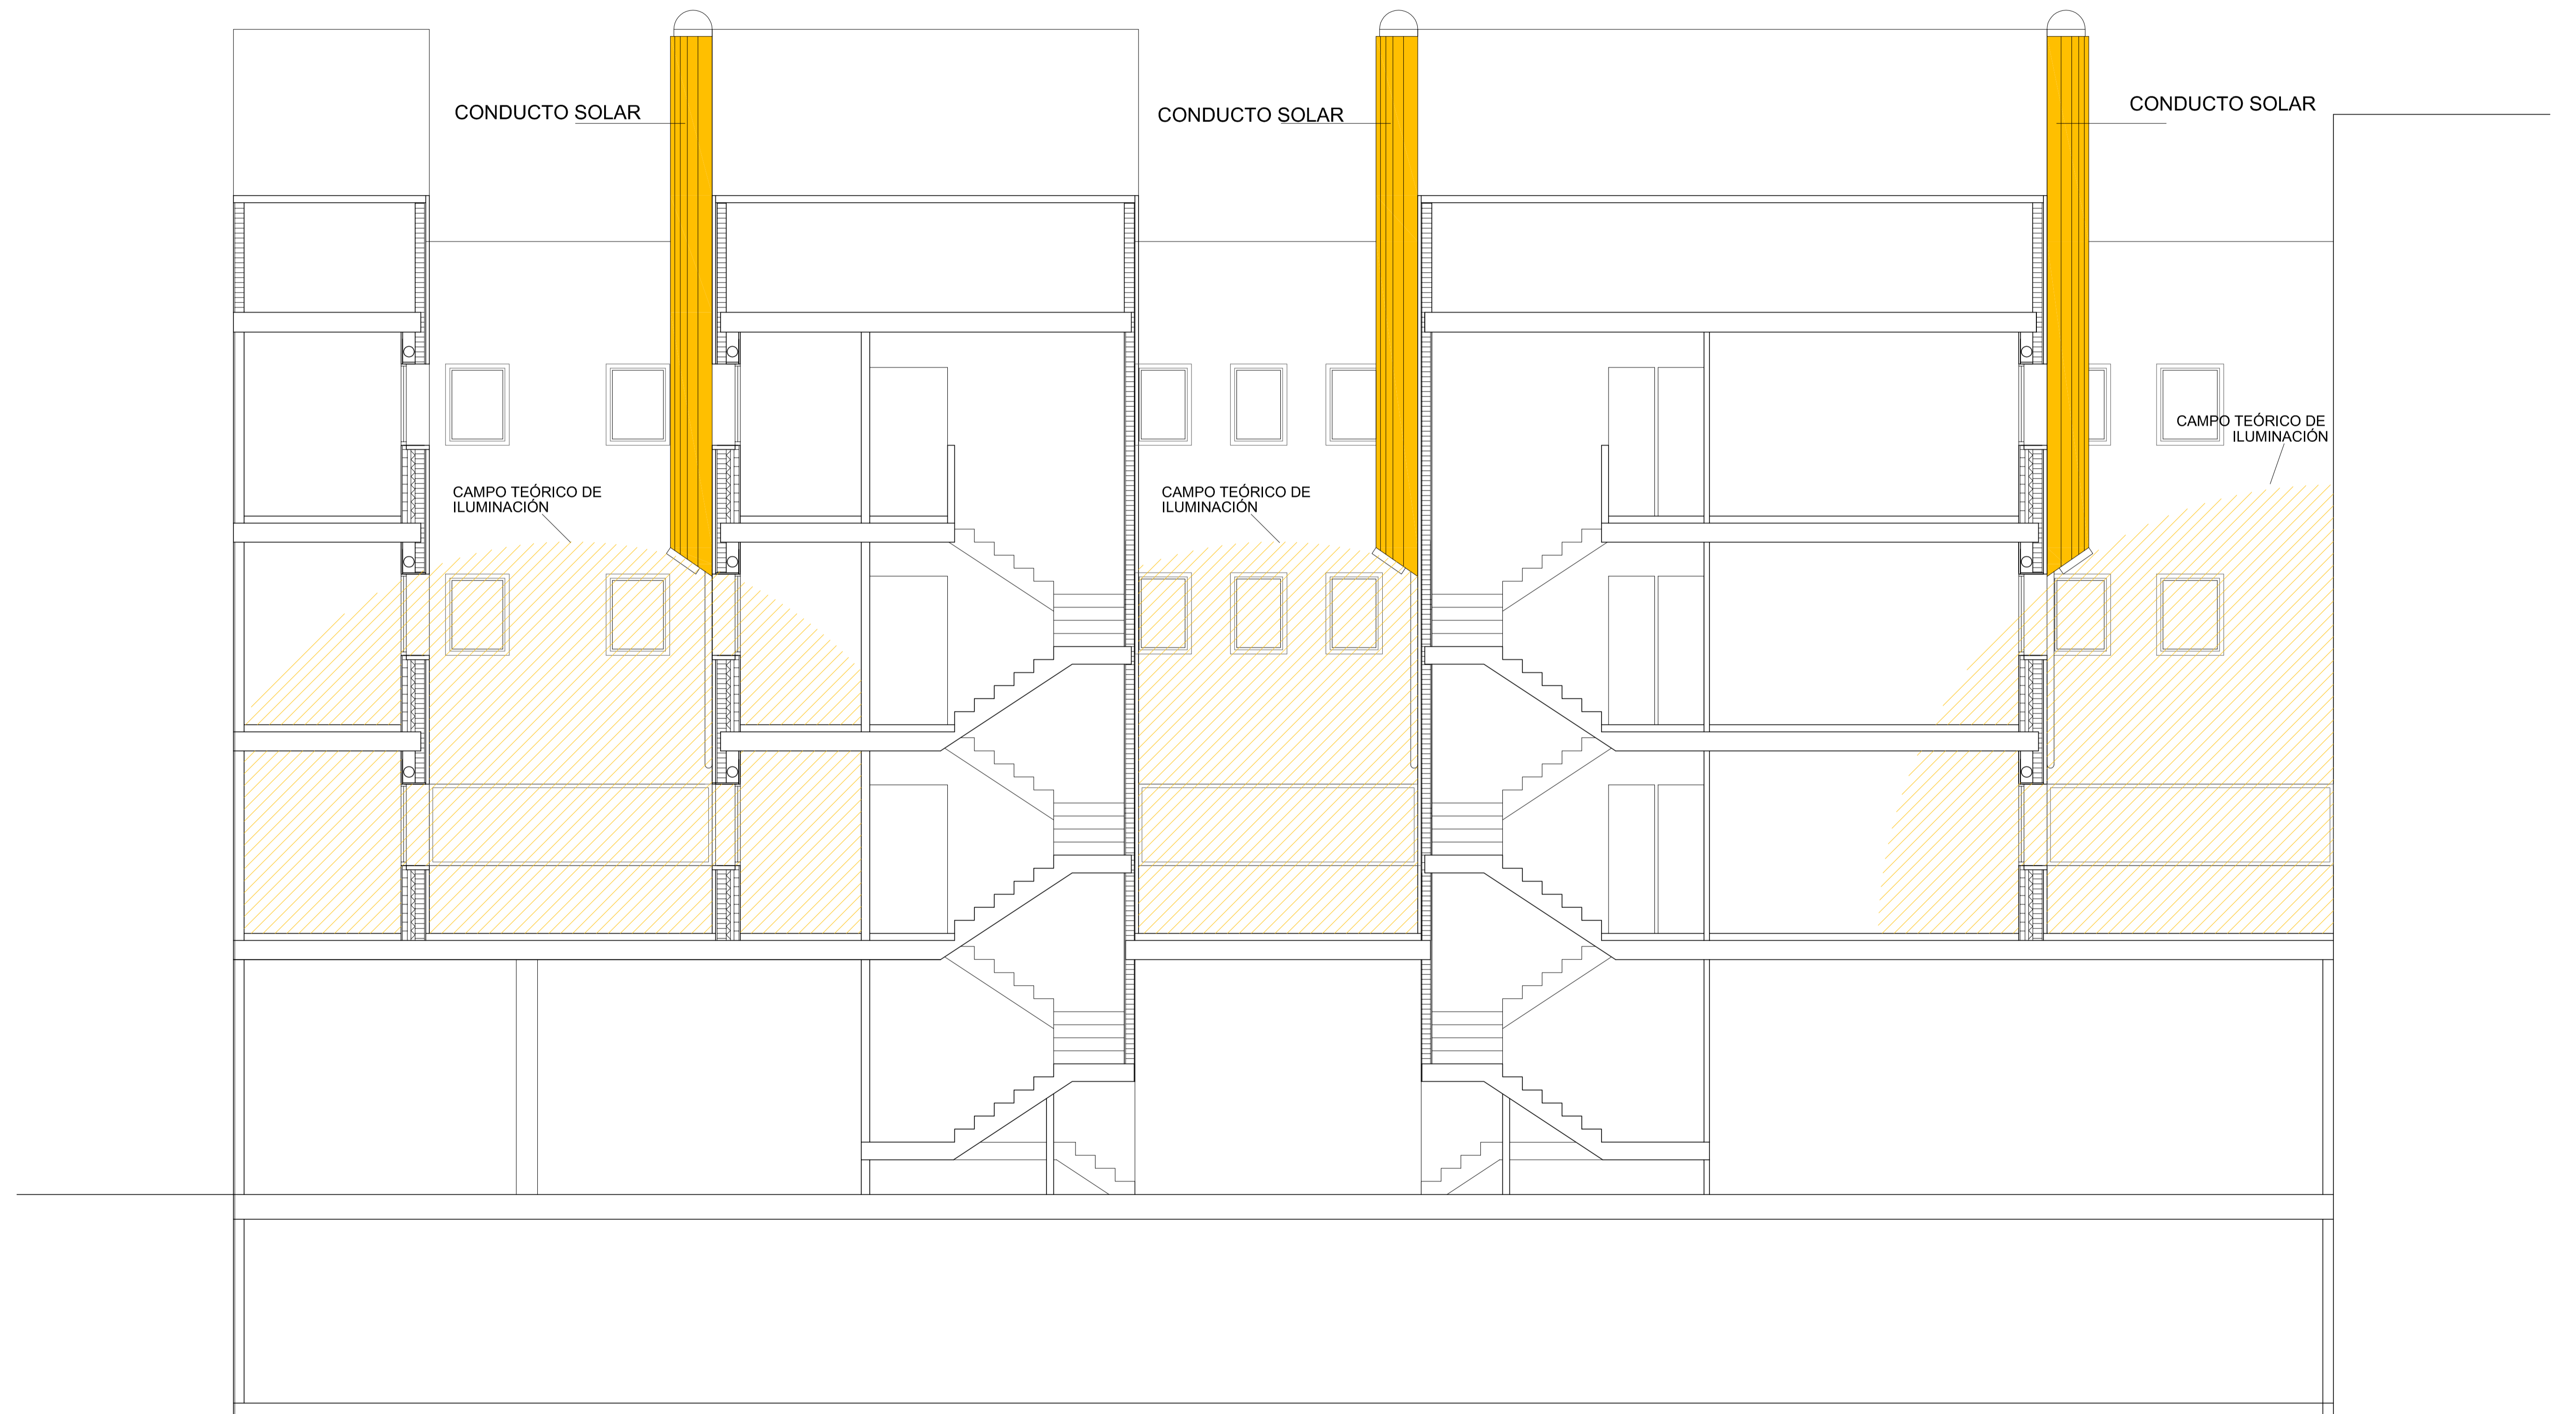 CONDUCTO SOLAR
CONDUCTO SOLAR
CONDUCTO SOLAR
CAMPO TEÓRICO DE
ILUMINACIÓN
CAMPO TEÓRICO DE
ILUMINACIÓN
CAMPO TEÓRICO DE
ILUMINACIÓN